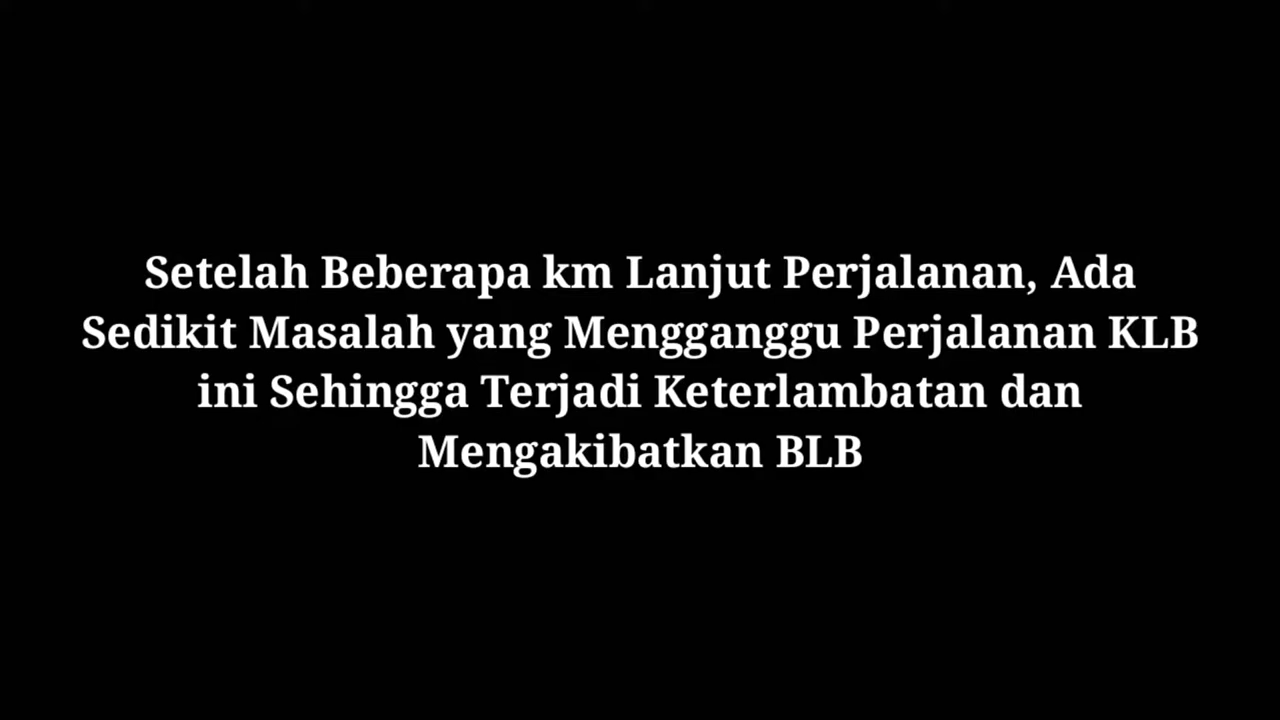 Setelah Beberapa km Lanjut Perjalanan, Ada
Sedikit Masalah yang Mengganggu Perjalanan KLB
ini Sehingga Terjadi Keterlambatan dan
Mengakibatkan BLB